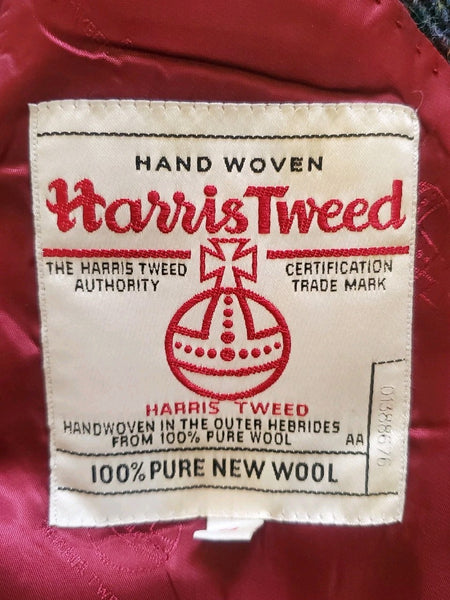 HAND WOVEN
Harris Tweed
THE HARRIS TWEED AUTHORITY
CERTIFICATION TRADE MARK
HARRIS TWEED
HANDWOVEN IN THE OUTER HEBRIDES
FROM 100% PURE WOOL
AA
01388676
100% PURE NEW WOOL